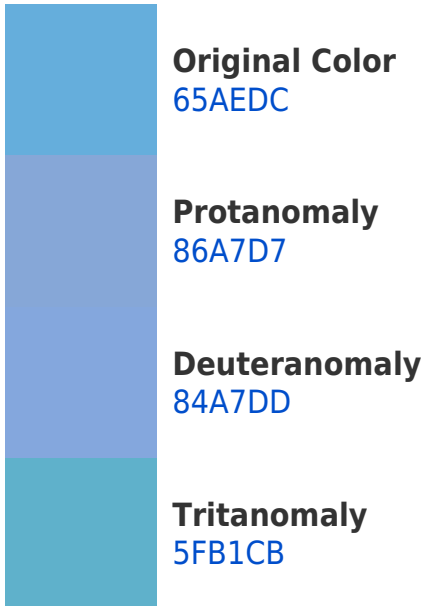 Original Color
65AEDC
Protanomaly
86A7D7
Deuteranomaly
84A7DD
Tritanomaly
5FB1CB